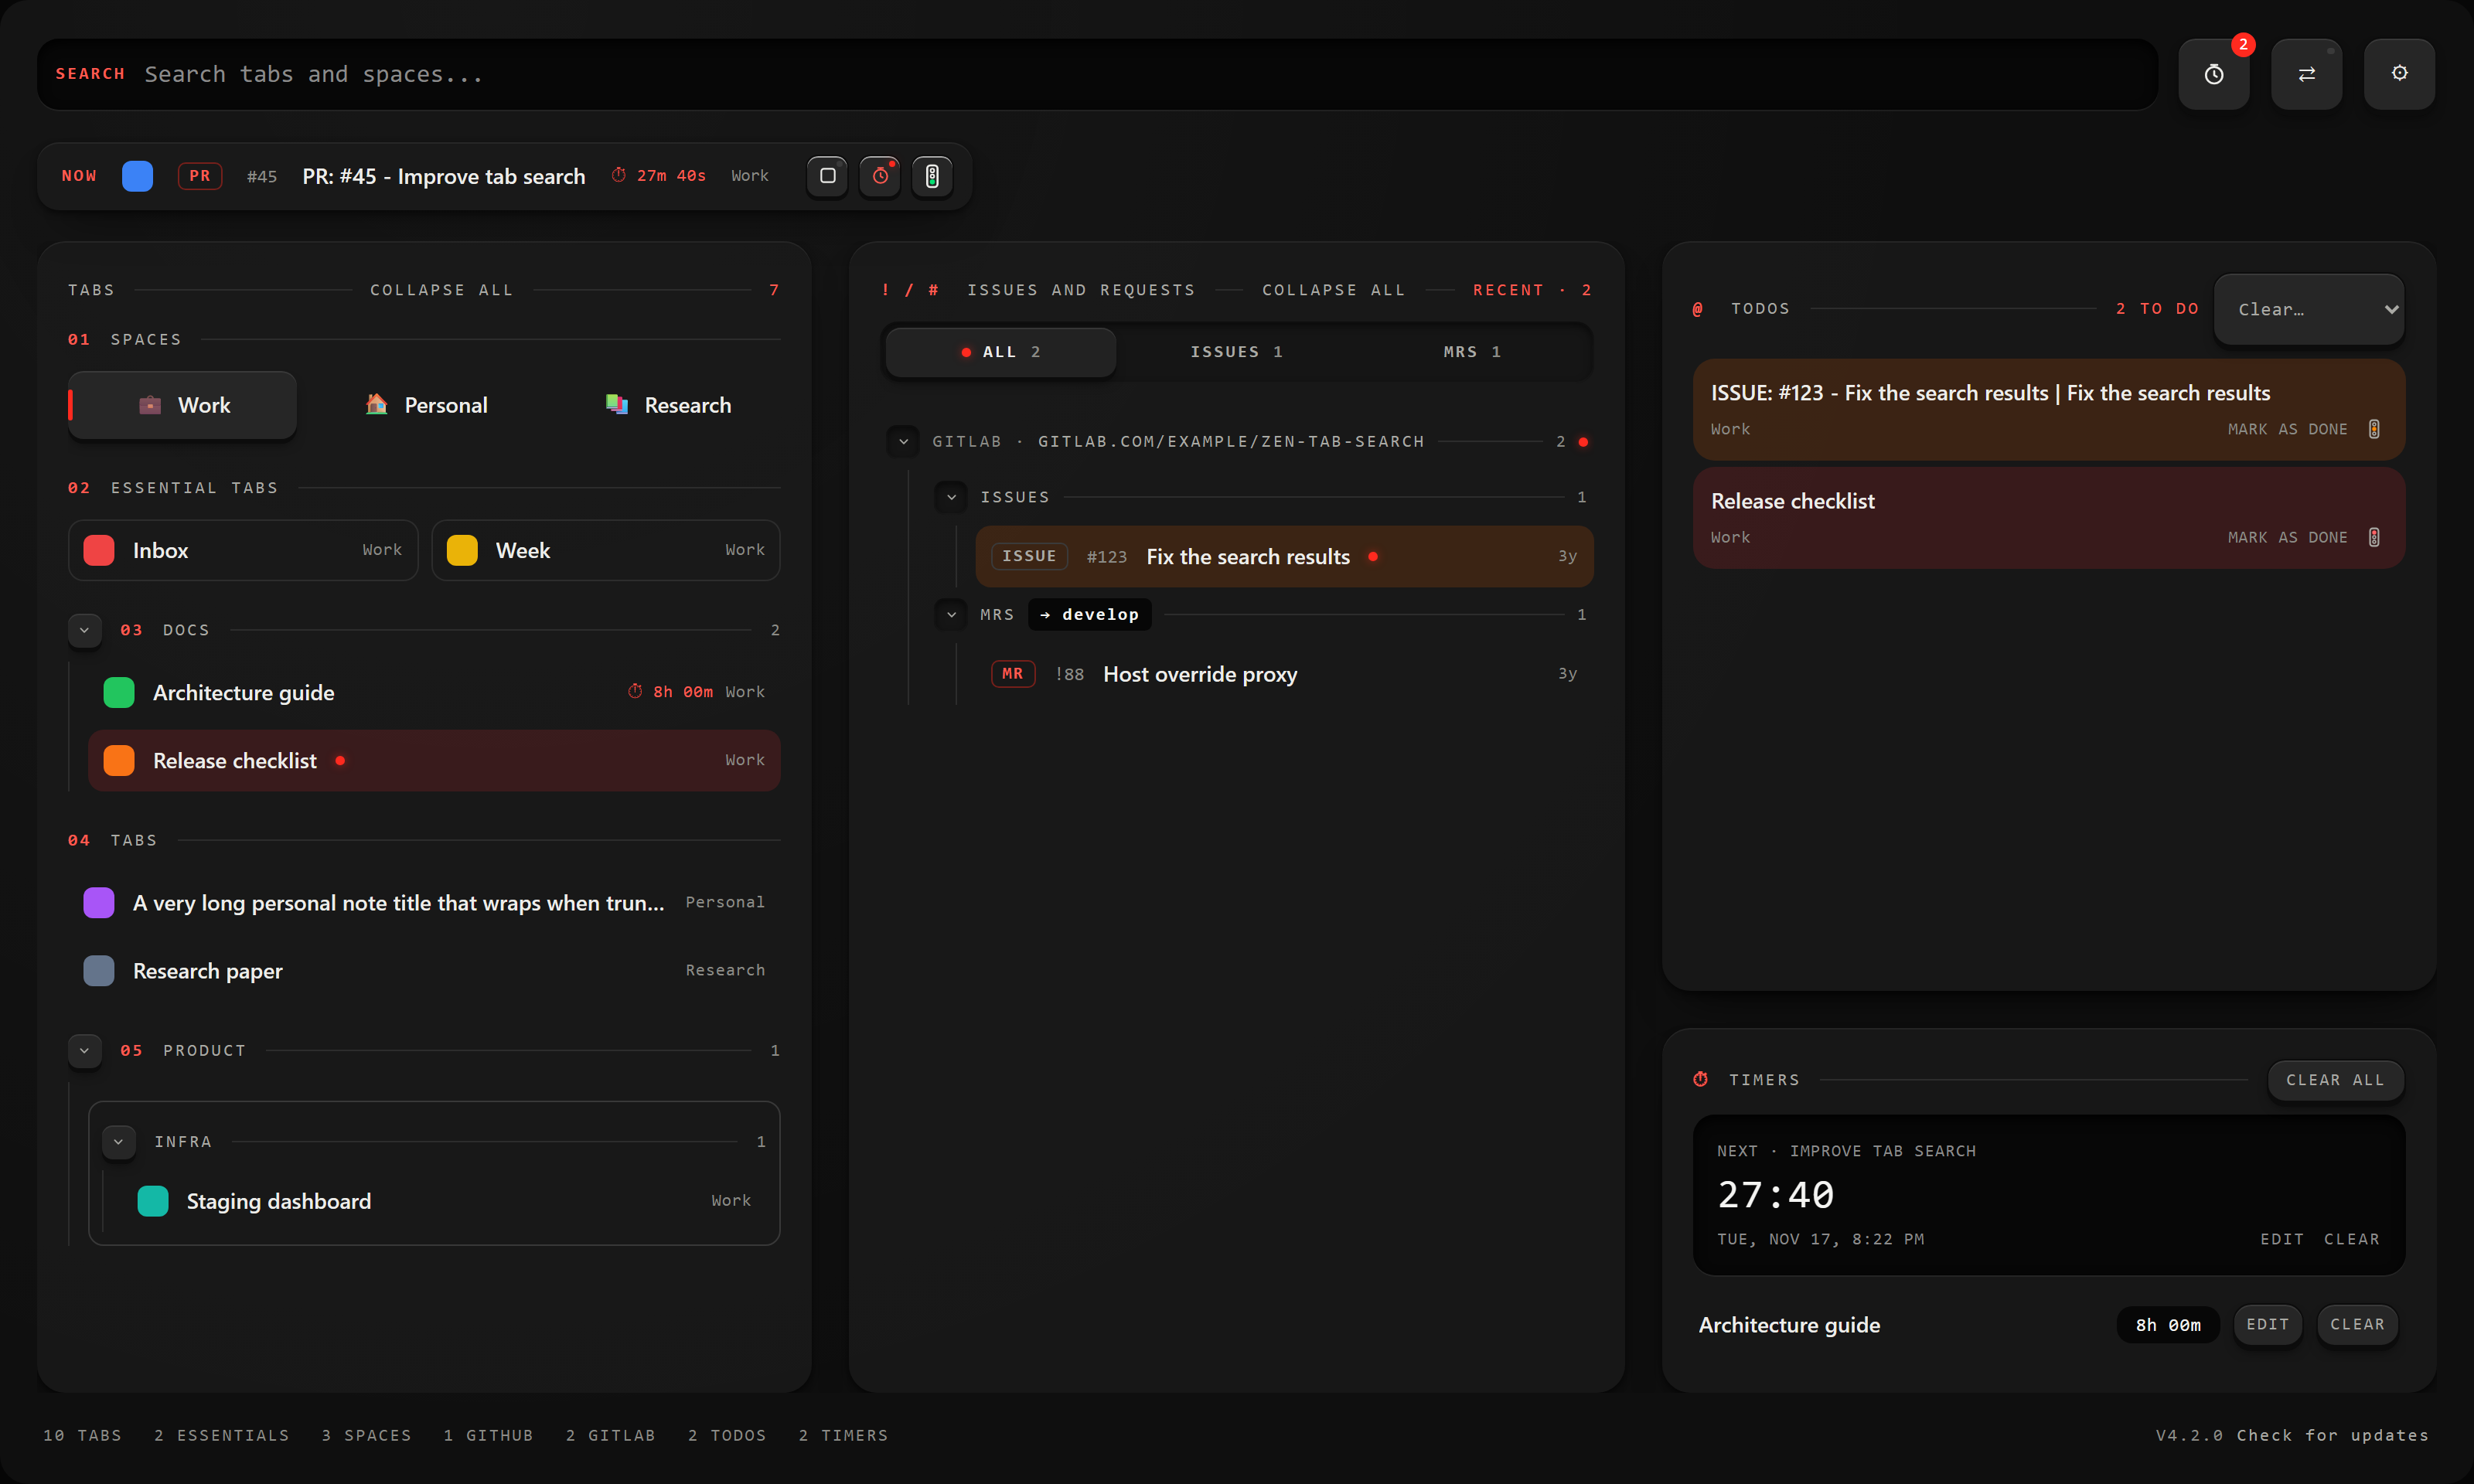 SEARCH Search tabs and spaces...
2
NOW PR #45 PR: #45 - Improve tab search 27m 40s Work
TABS COLLAPSE ALL 7
01 SPACES
Work Personal Research
02 ESSENTIAL TABS
Inbox Work Week Work
03 DOCS 2
Architecture guide 8h 00m Work
Release checklist Work
04 TABS
A very long personal note title that wraps when trun... Personal
Research paper Research
05 PRODUCT 1
INFRA 1
Staging dashboard Work
! / # ISSUES AND REQUESTS COLLAPSE ALL RECENT · 2
ALL 2 ISSUES 1 MRS 1
GITLAB · GITLAB.COM/EXAMPLE/ZEN-TAB-SEARCH 2
ISSUES 1
ISSUE #123 Fix the search results 3y
MRS → develop 1
MR !88 Host override proxy 3y
@ TODOS 2 TO DO Clear…
ISSUE: #123 - Fix the search results | Fix the search results
Work MARK AS DONE
Release checklist
Work MARK AS DONE
TIMERS CLEAR ALL
NEXT · IMPROVE TAB SEARCH
27:40
TUE, NOV 17, 8:22 PM EDIT CLEAR
Architecture guide 8h 00m EDIT CLEAR
10 TABS 2 ESSENTIALS 3 SPACES 1 GITHUB 2 GITLAB 2 TODOS 2 TIMERS V4.2.0 Check for updates